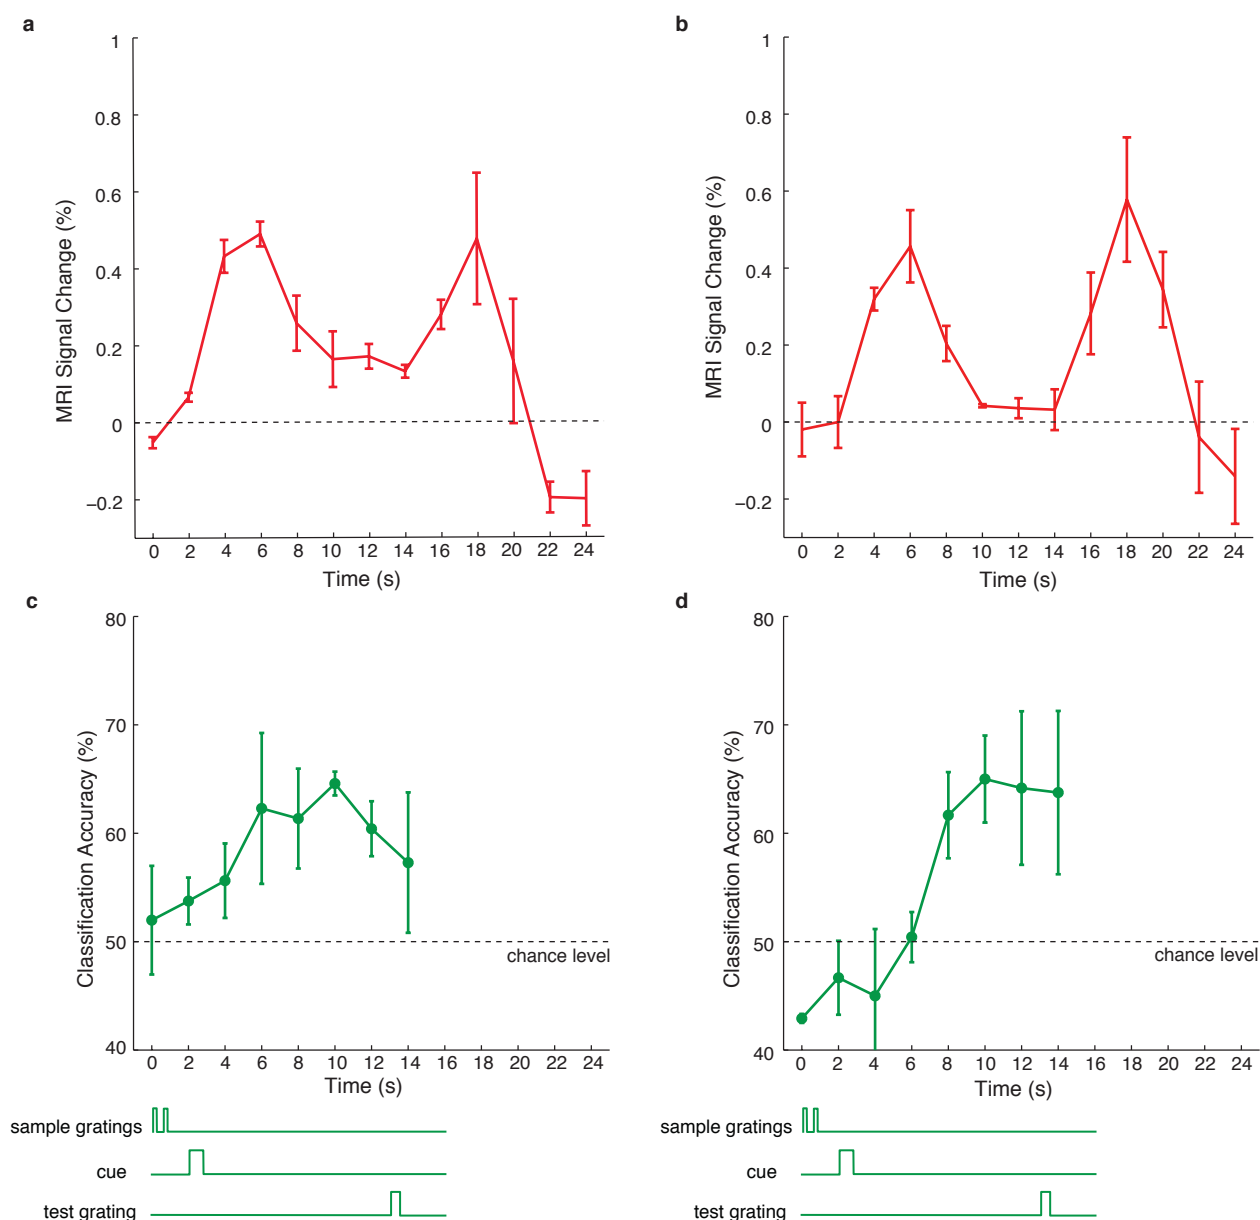 a
1
0.8
0.6
0.4
0.2
0
−0.2
MRI Signal Change (%)
0 2 4 6 8 10 12 14 16 18 20 22 24
Time (s)
b
1
0.8
0.6
0.4
0.2
0
−0.2
MRI Signal Change (%)
0 2 4 6 8 10 12 14 16 18 20 22 24
Time (s)
c
80
70
60
50
40
Classification Accuracy (%)
chance level
0 2 4 6 8 10 12 14 16 18 20 22 24
Time (s)
sample gratings
cue
test grating
d
80
70
60
50
40
Classification Accuracy (%)
chance level
0 2 4 6 8 10 12 14 16 18 20 22 24
Time (s)
sample gratings
cue
test grating